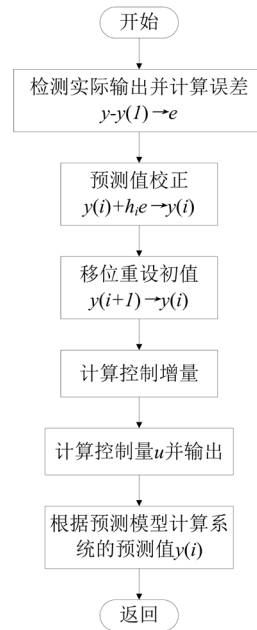 开始
检测实际输出并计算误差
y-y(1)→e
预测值校正
y(i)+hᵢe→y(i)
移位重设初值
y(i+1)→y(i)
计算控制增量
计算控制量u并输出
根据预测模型计算系
统的预测值y(i)
返回